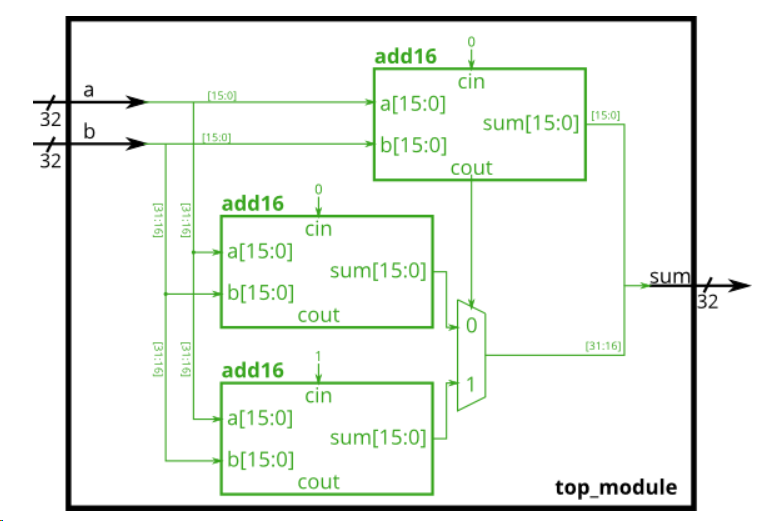 0
add16
cin
a
[15:0]
a[15:0]
32
sum[15:0]
[15:0]
b
[15:0]
b[15:0]
32
cout
0
add16
cin
[31:16]
[31:16]
a[15:0]
sum[15:0]
b[15:0]
cout
sum
32
0
[31:16]
[31:16]
[31:16]
1
add16
cin
1
a[15:0]
sum[15:0]
b[15:0]
cout
top_module